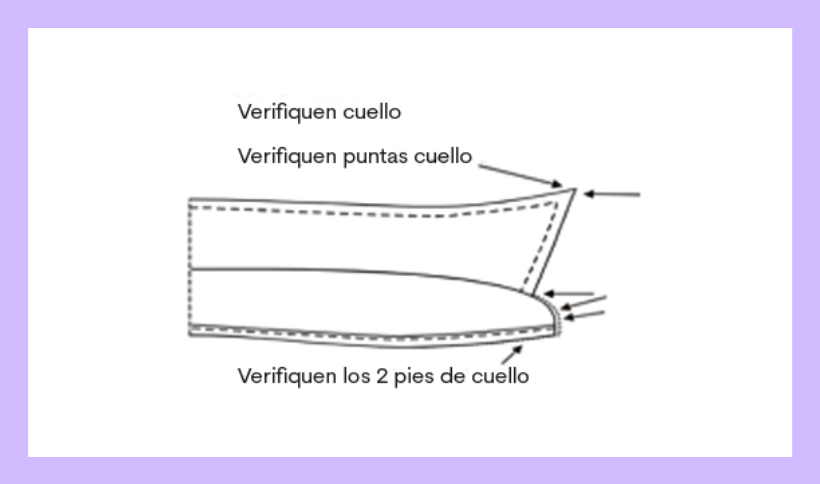 Verifiquen cuello
Verifiquen puntas cuello
Verifiquen los 2 pies de cuello